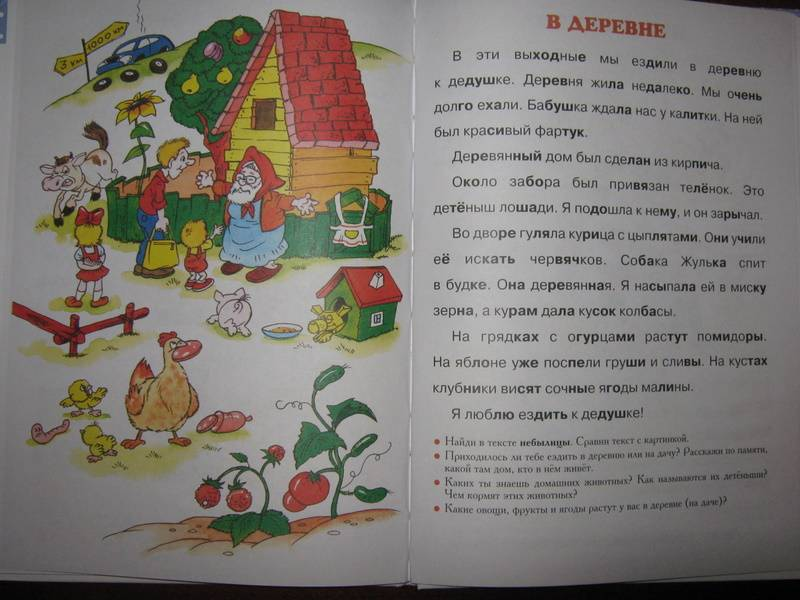 1000 км
3 км
В ДЕРЕВНЕ
В эти выходные мы ездили в деревню
к дедушке. Деревня жила недалеко. Мы очень
долго ехали. Бабушка ждала нас у калитки. На ней
был красивый фартук.
Деревянный дом был сделан из кирпича.
Около забора был привязан телёнок. Это
детёныш лошади. Я подошла к нему, и он зарычал.
Во дворе гуляла курица с цыплятами. Они учили
её искать червячков. Собака Жулька спит
в будке. Она деревянная. Я насыпала ей в миску
зерна, а курам дала кусок колбасы.
На грядках с огурцами растут помидоры.
На яблоне уже поспели груши и сливы. На кустах
клубники висят сочные ягоды малины.
Я люблю ездить к дедушке!
• Найди в тексте небылицы. Сравни текст с картинкой.
• Приходилось ли тебе ездить в деревню или на дачу? Расскажи по памяти,
какой там дом, кто в нём живёт.
• Каких ты знаешь домашних животных? Как называются их детёныши?
Чем кормят этих животных?
• Какие овощи, фрукты и ягоды растут у вас в деревне (на даче)?